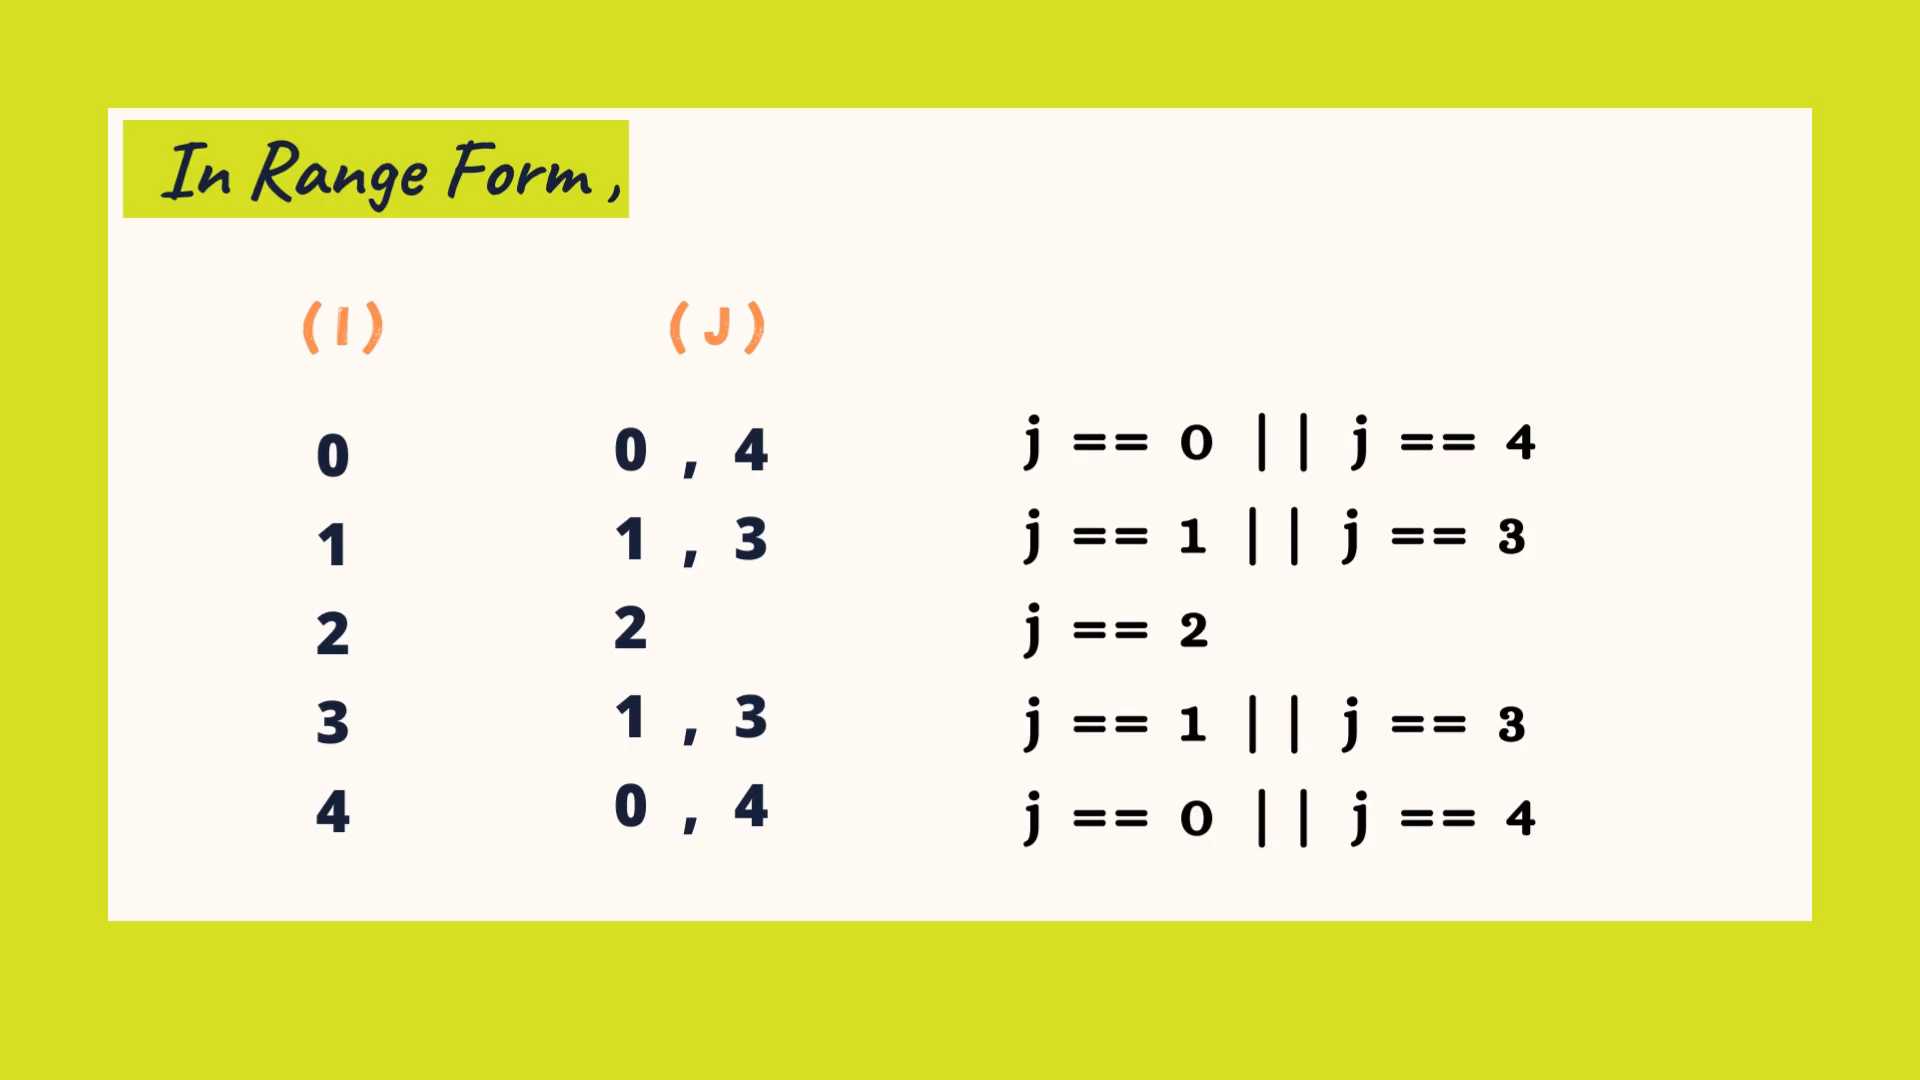 In Range Form ,
( I ) ( J )
0 0 , 4 j == 0 || j == 4
1 1 , 3 j == 1 || j == 3
2 2 j == 2
3 1 , 3 j == 1 || j == 3
4 0 , 4 j == 0 || j == 4